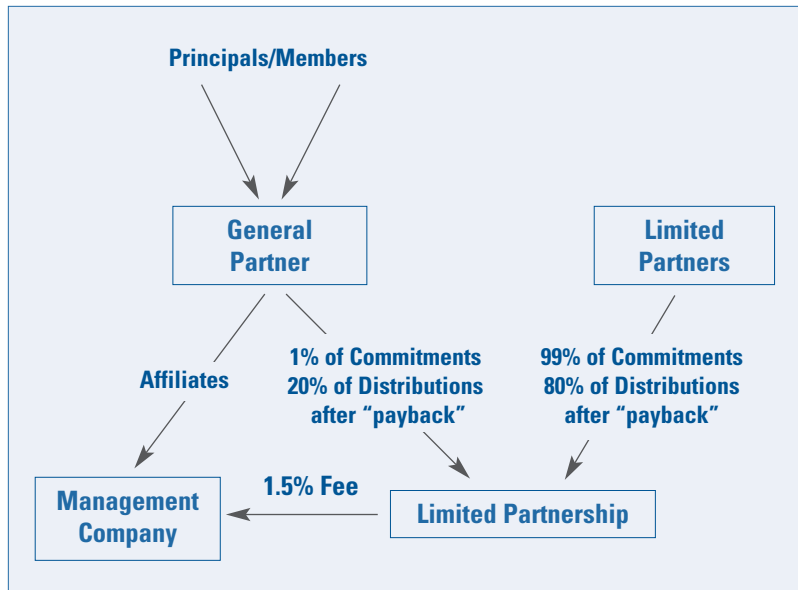 Principals/Members
General
Partner
Limited
Partners
Affiliates
1% of Commitments
20% of Distributions
after “payback”
99% of Commitments
80% of Distributions
after “payback”
Management
Company
1.5% Fee
Limited Partnership